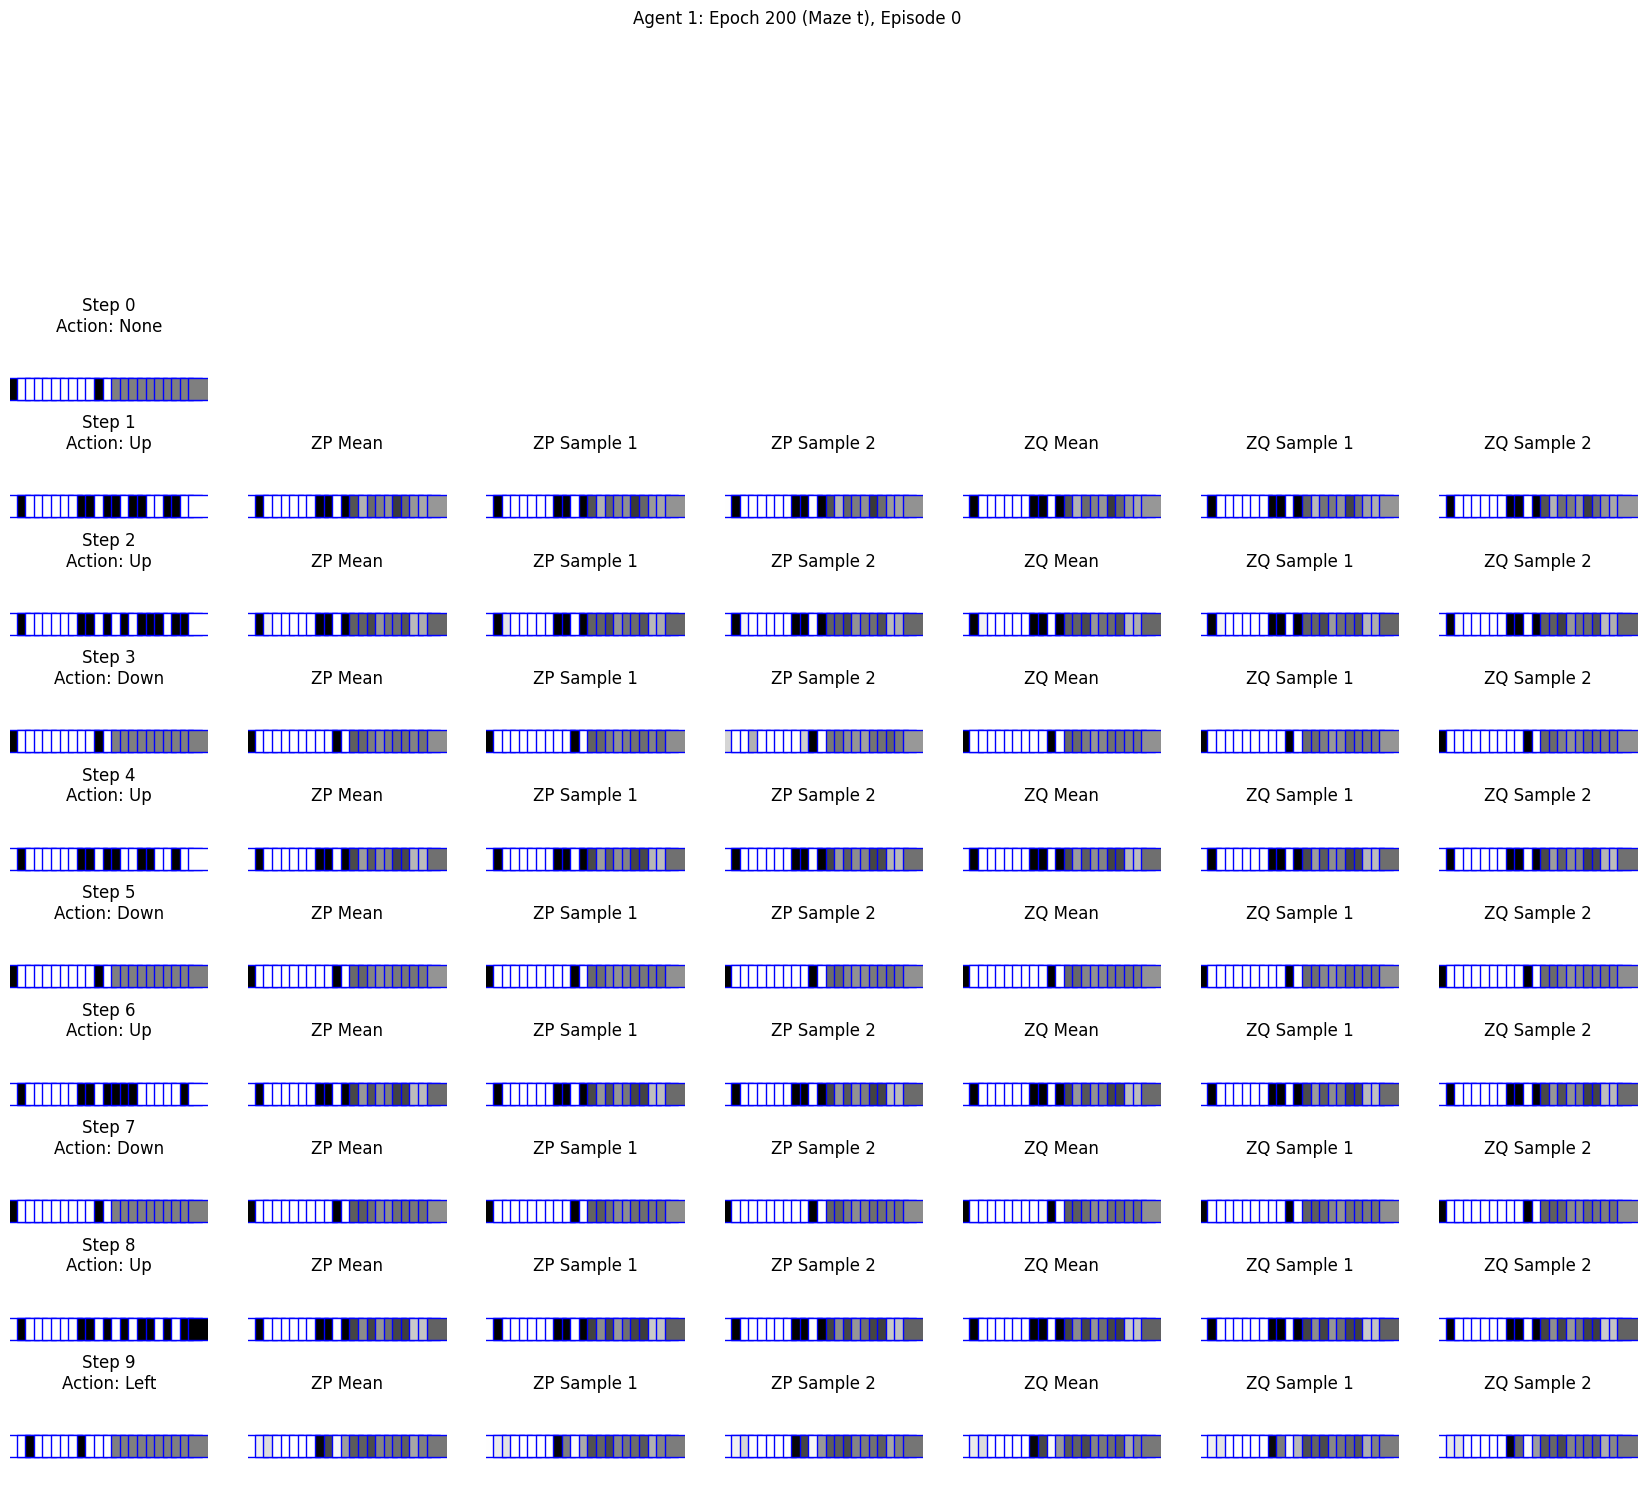 Agent 1: Epoch 200 (Maze t), Episode 0
Step 0
Action: None
Step 1
Action: Up
ZP Mean
ZP Sample 1
ZP Sample 2
ZQ Mean
ZQ Sample 1
ZQ Sample 2
Step 2
Action: Up
ZP Mean
ZP Sample 1
ZP Sample 2
ZQ Mean
ZQ Sample 1
ZQ Sample 2
Step 3
Action: Down
ZP Mean
ZP Sample 1
ZP Sample 2
ZQ Mean
ZQ Sample 1
ZQ Sample 2
Step 4
Action: Up
ZP Mean
ZP Sample 1
ZP Sample 2
ZQ Mean
ZQ Sample 1
ZQ Sample 2
Step 5
Action: Down
ZP Mean
ZP Sample 1
ZP Sample 2
ZQ Mean
ZQ Sample 1
ZQ Sample 2
Step 6
Action: Up
ZP Mean
ZP Sample 1
ZP Sample 2
ZQ Mean
ZQ Sample 1
ZQ Sample 2
Step 7
Action: Down
ZP Mean
ZP Sample 1
ZP Sample 2
ZQ Mean
ZQ Sample 1
ZQ Sample 2
Step 8
Action: Up
ZP Mean
ZP Sample 1
ZP Sample 2
ZQ Mean
ZQ Sample 1
ZQ Sample 2
Step 9
Action: Left
ZP Mean
ZP Sample 1
ZP Sample 2
ZQ Mean
ZQ Sample 1
ZQ Sample 2